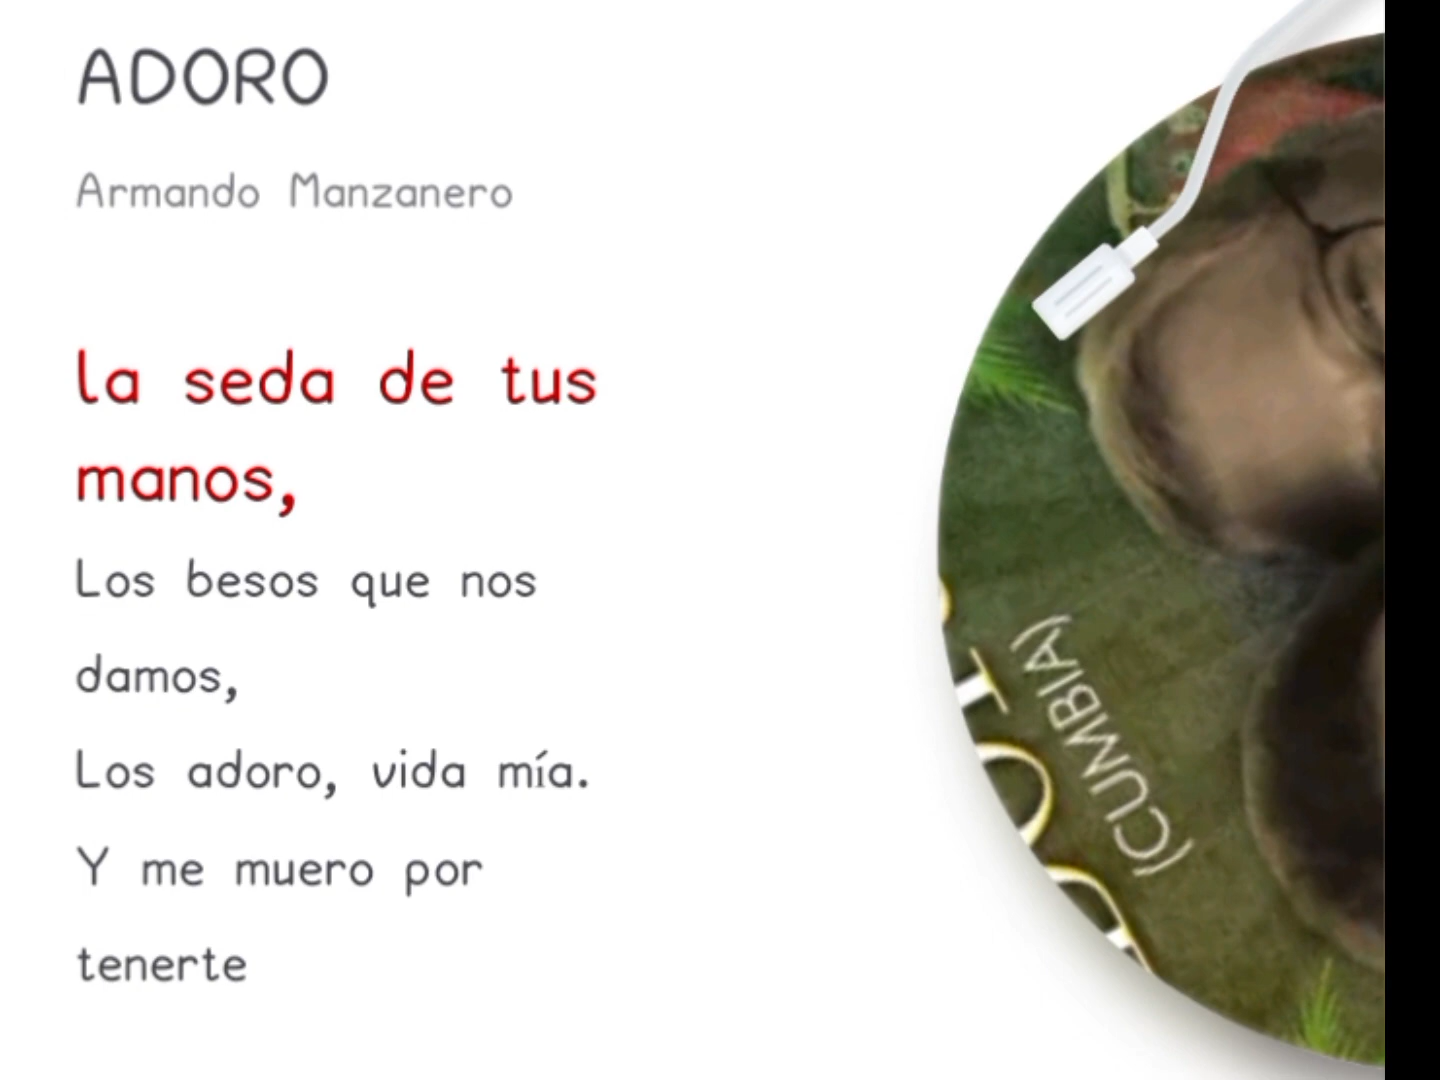 ADORO
Armando Manzanero
la seda de tus
manos,
Los besos que nos
damos,
Los adoro, vida mía.
Y me muero por
tenerte
(CUMBIA)